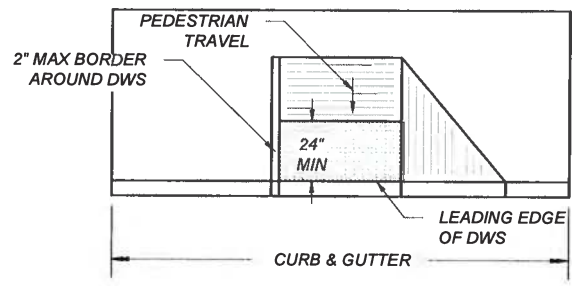 PEDESTRIAN
TRAVEL
2" MAX BORDER
AROUND DWS
24"
MIN
LEADING EDGE
OF DWS
CURB & GUTTER